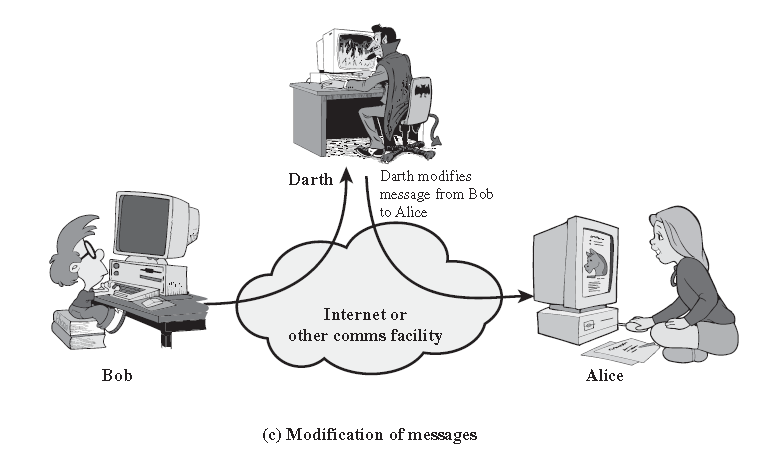 Darth
Darth modifies
message from Bob
to Alice
Internet or
other comms facility
Bob
Alice
(c) Modification of messages